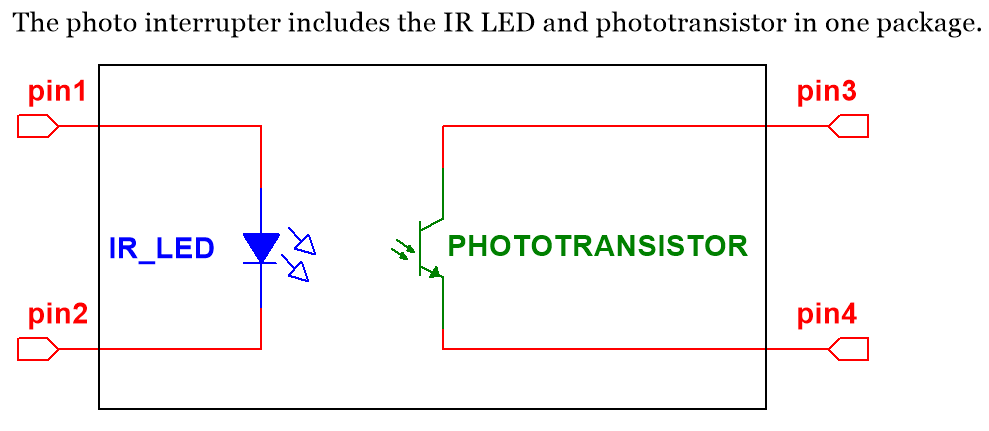 The photo interrupter includes the IR LED and phototransistor in one package.
pin1
pin3
IR_LED
PHOTOTRANSISTOR
pin2
pin4